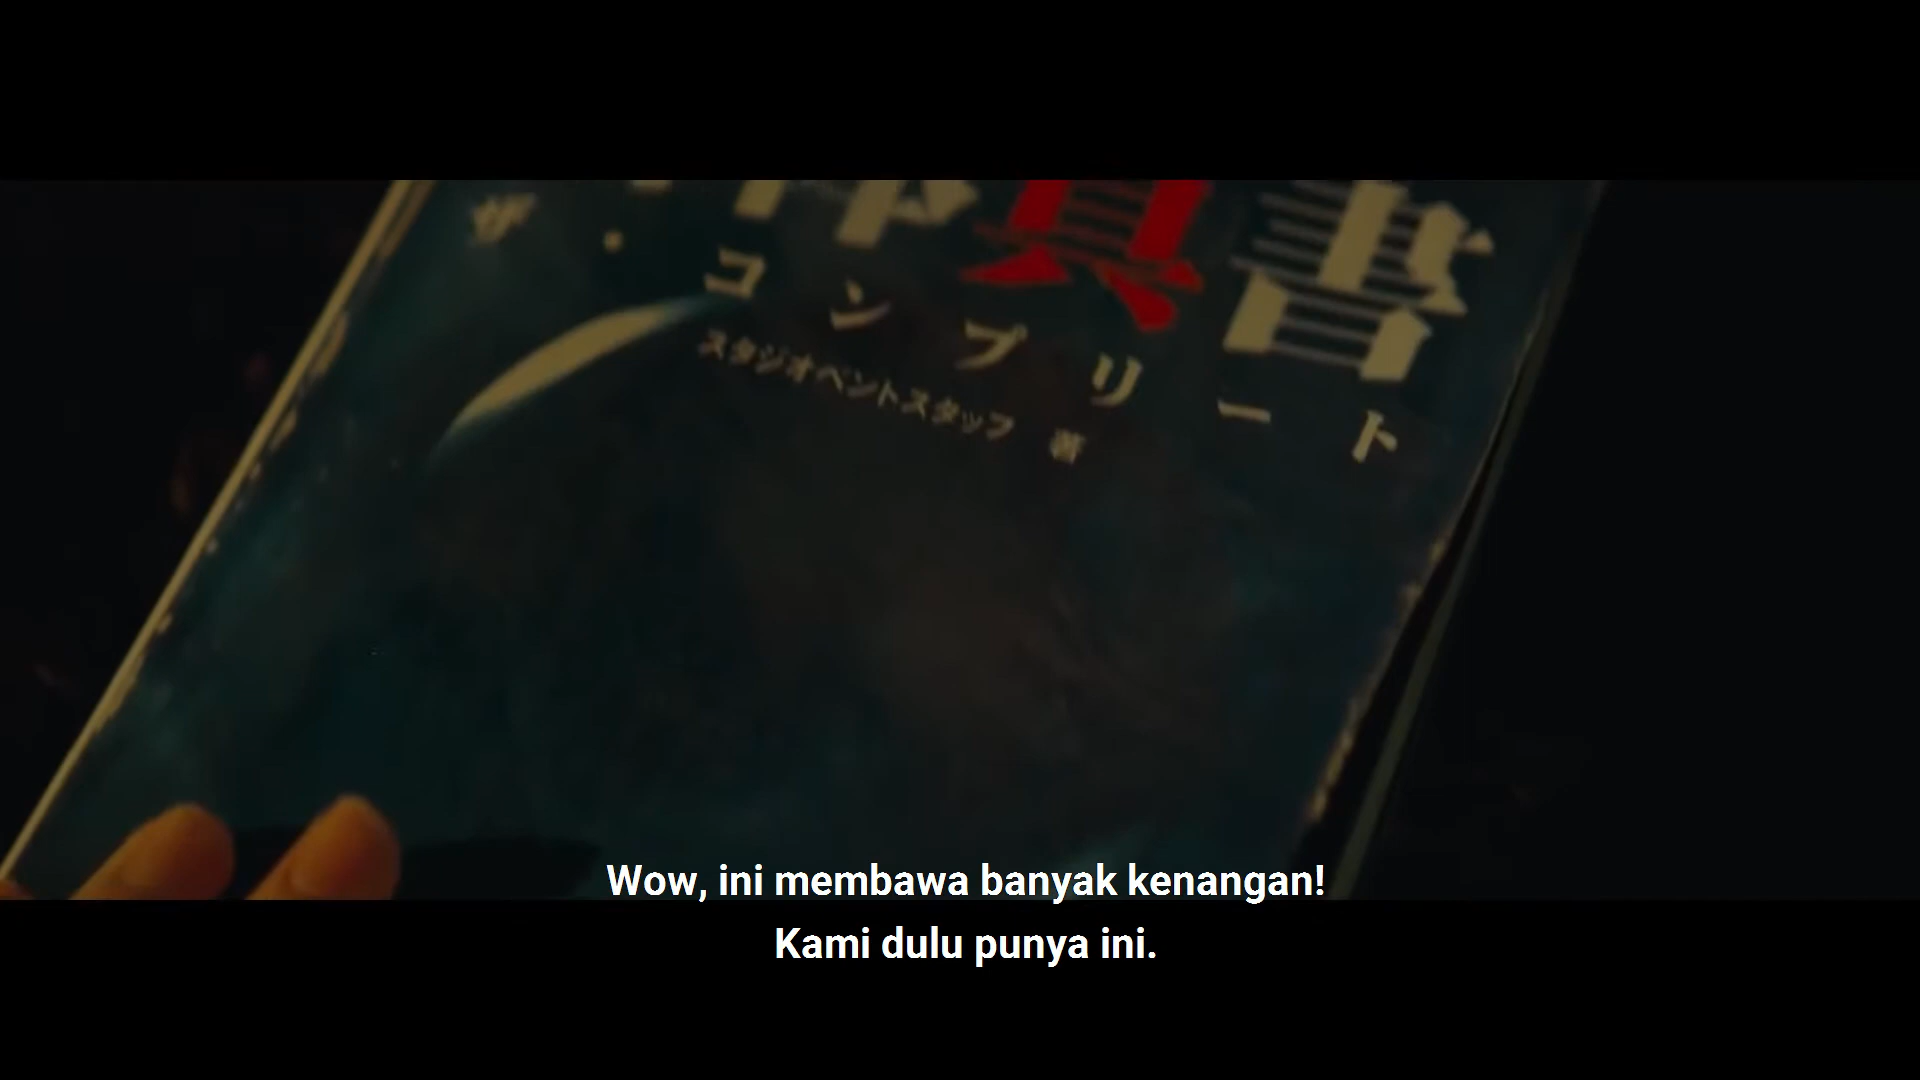 真書
ザ・コンプリート
スタジオベントスタッフ 著
Wow, ini membawa banyak kenangan!
Kami dulu punya ini.